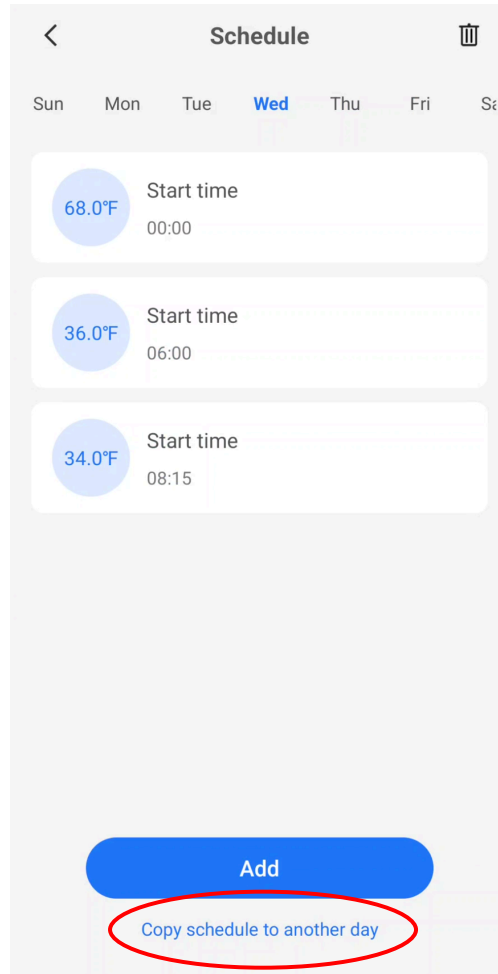 Schedule
Sun Mon Tue Wed Thu Fri
68.0°F
Start time
00:00
36.0°F
Start time
06:00
34.0°F
Start time
08:15
Add
Copy schedule to another day